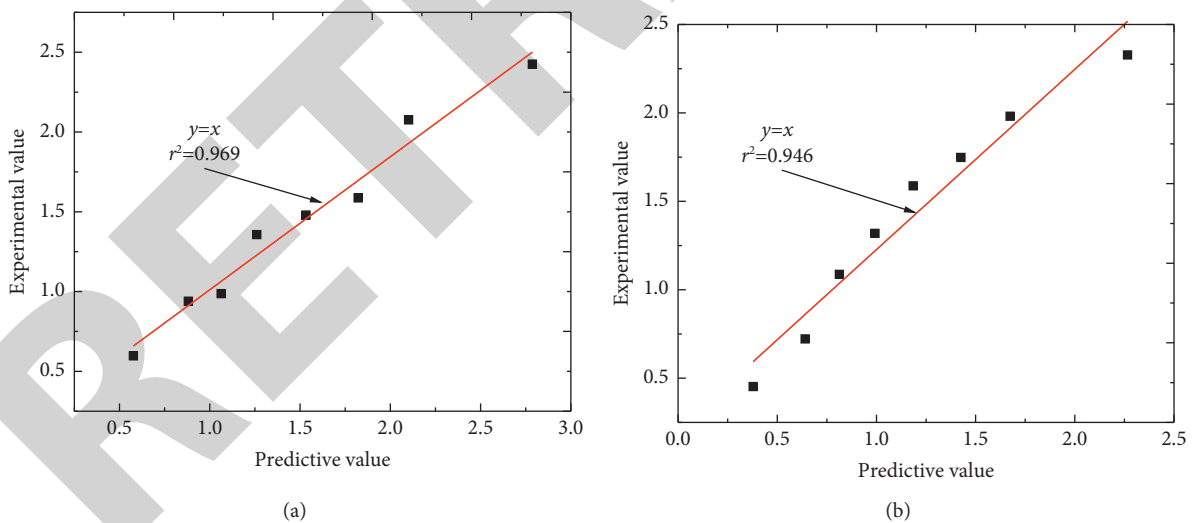 2.5
2.0
1.5
1.0
0.5
Experimental value
y=x
r²=0.969
0.5 1.0 1.5 2.0 2.5 3.0
Predictive value
(a)
2.5
2.0
1.5
1.0
0.5
Experimental value
y=x
r²=0.946
0.0 0.5 1.0 1.5 2.0 2.5
Predictive value
(b)